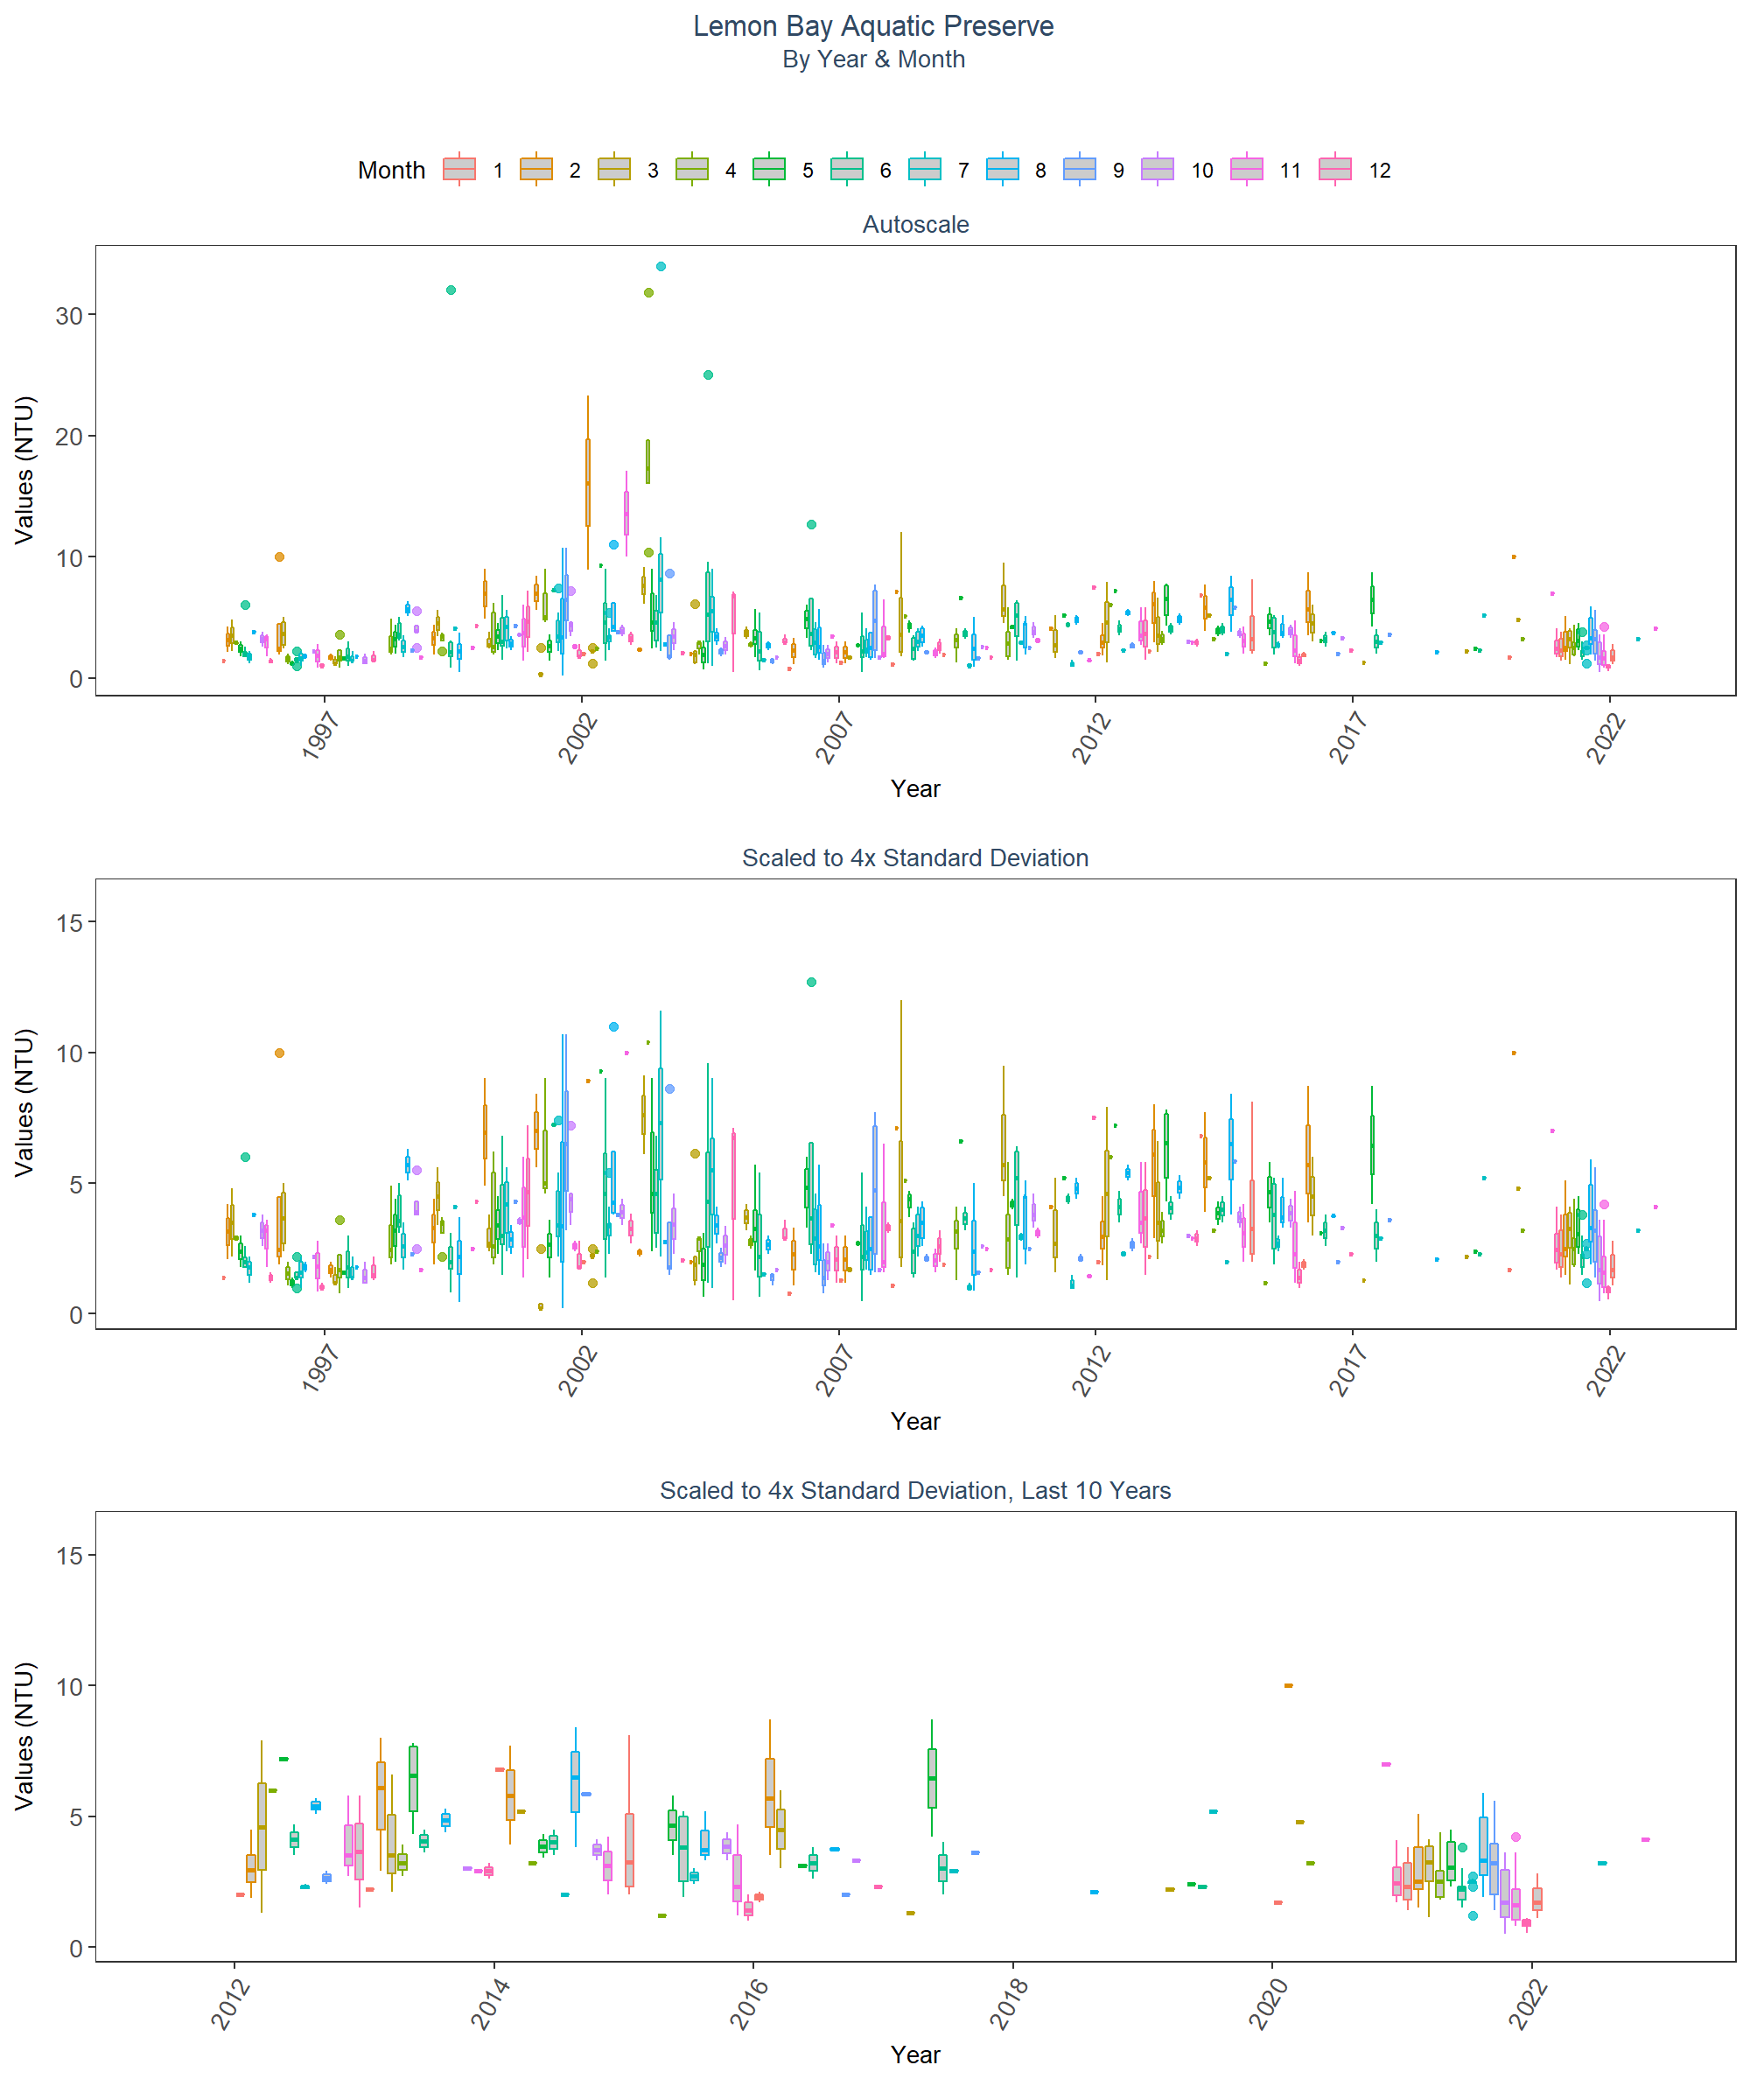 Lemon Bay Aquatic Preserve
By Year & Month
Month 1 2 3 4 5 6 7 8 9 10 11 12
Autoscale
Values (NTU)
30
20
10
0
1997 2002 2007 2012 2017 2022
Year
Scaled to 4x Standard Deviation
Values (NTU)
15
10
5
0
1997 2002 2007 2012 2017 2022
Year
Scaled to 4x Standard Deviation, Last 10 Years
Values (NTU)
15
10
5
0
2012 2014 2016 2018 2020 2022
Year